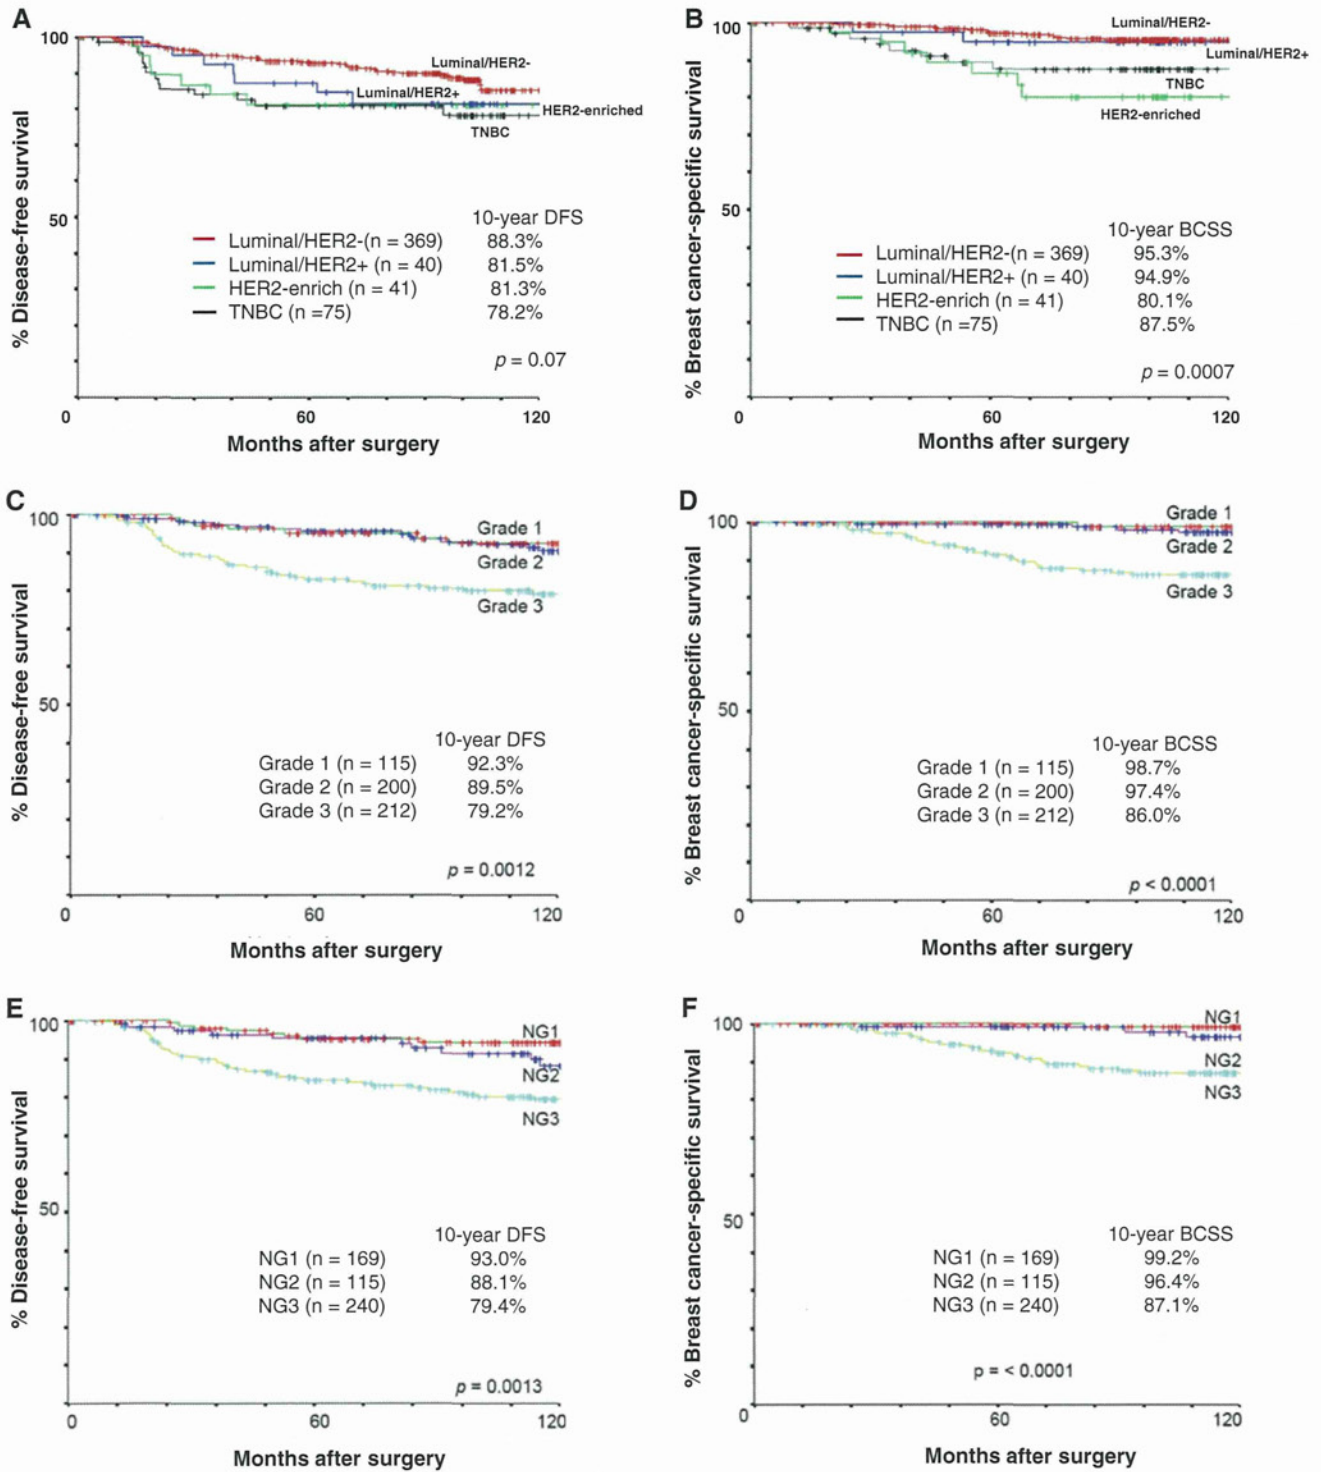 A
100
50
0
60
120
% Disease-free survival
Months after surgery
Luminal/HER2-
Luminal/HER2+
HER2-enriched
TNBC
10-year DFS
Luminal/HER2-(n = 369) 88.3%
Luminal/HER2+ (n = 40) 81.5%
HER2-enrich (n = 41) 81.3%
TNBC (n =75) 78.2%
p = 0.07
B
100
50
0
60
120
% Breast cancer-specific survival
Months after surgery
Luminal/HER2-
Luminal/HER2+
TNBC
HER2-enriched
10-year BCSS
Luminal/HER2-(n = 369) 95.3%
Luminal/HER2+ (n = 40) 94.9%
HER2-enrich (n = 41) 80.1%
TNBC (n =75) 87.5%
p = 0.0007
C
100
50
0
60
120
% Disease-free survival
Months after surgery
Grade 1
Grade 2
Grade 3
10-year DFS
Grade 1 (n = 115) 92.3%
Grade 2 (n = 200) 89.5%
Grade 3 (n = 212) 79.2%
p = 0.0012
D
100
50
0
60
120
% Breast cancer-specific survival
Months after surgery
Grade 1
Grade 2
Grade 3
10-year BCSS
Grade 1 (n = 115) 98.7%
Grade 2 (n = 200) 97.4%
Grade 3 (n = 212) 86.0%
p < 0.0001
E
100
50
0
60
120
% Disease-free survival
Months after surgery
NG1
NG2
NG3
10-year DFS
NG1 (n = 169) 93.0%
NG2 (n = 115) 88.1%
NG3 (n = 240) 79.4%
p = 0.0013
F
100
50
0
60
120
% Breast cancer-specific survival
Months after surgery
NG1
NG2
NG3
10-year BCSS
NG1 (n = 169) 99.2%
NG2 (n = 115) 96.4%
NG3 (n = 240) 87.1%
p = < 0.0001